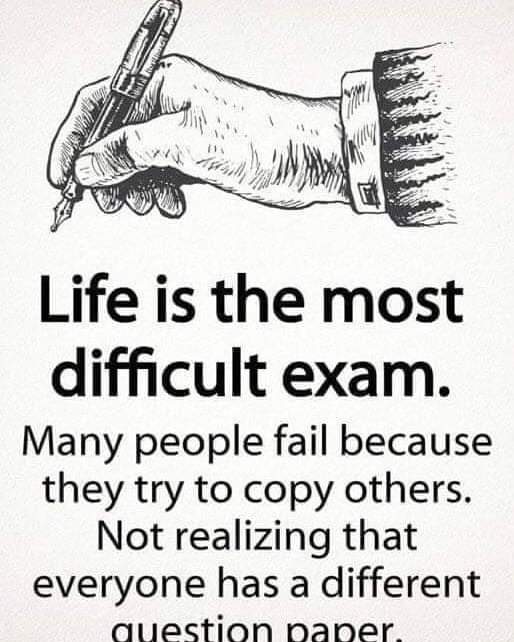 Life is the most
difficult exam.
Many people fail because
they try to copy others.
Not realizing that
everyone has a different
question paper.